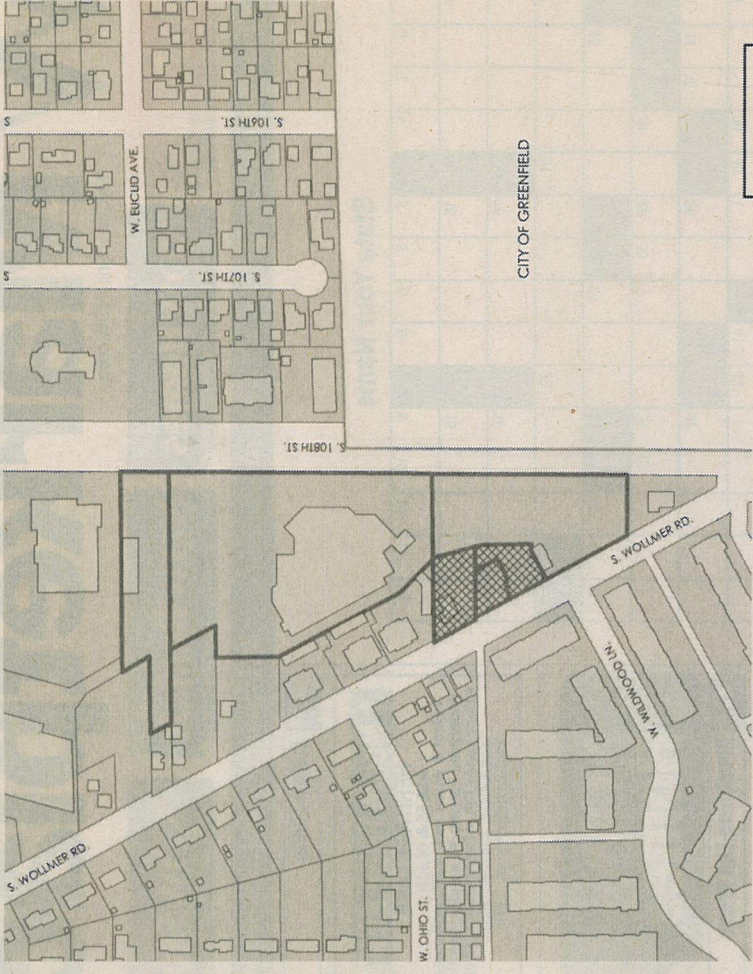 S. 106TH ST.
S
W. EUCLID AVE.
CITY OF GREENFIELD
S. 107TH ST.
S
S. 108TH ST.
S. WOLLMER RD.
W. WILDWOOD LN.
S. WOLLMER RD.
W. OHIO ST.